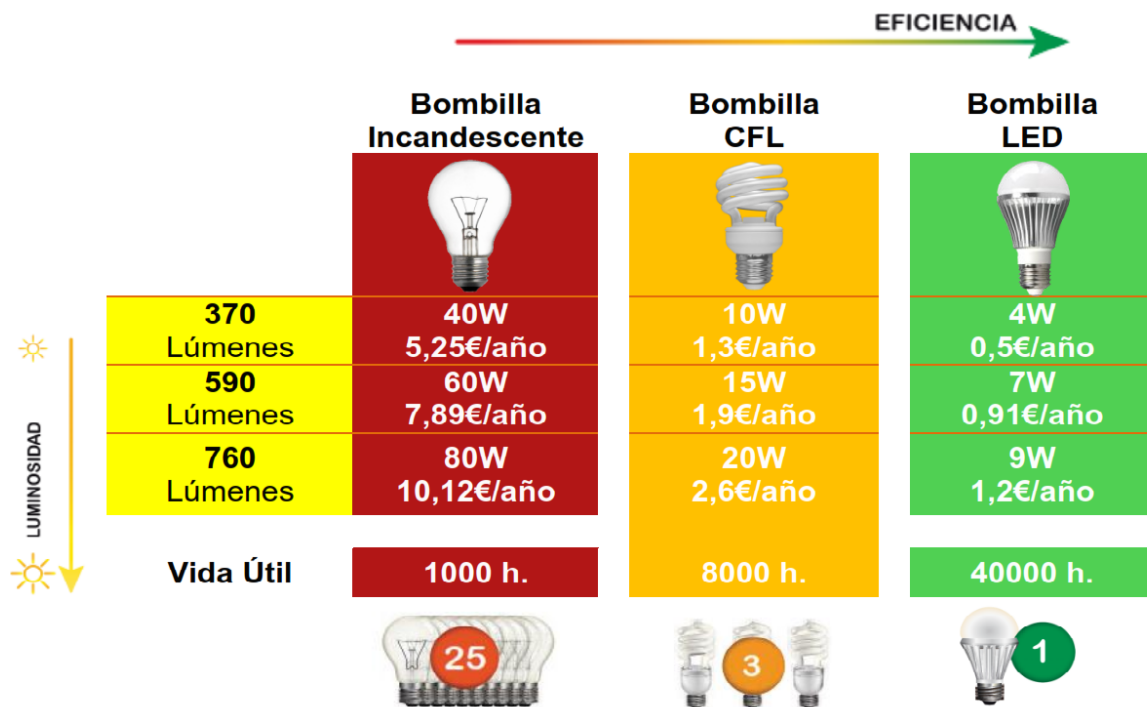 EFICIENCIA
Bombilla Incandescente
Bombilla CFL
Bombilla LED
370 Lúmenes
40W
5,25€/año
10W
1,3€/año
4W
0,5€/año
590 Lúmenes
60W
7,89€/año
15W
1,9€/año
7W
0,91€/año
760 Lúmenes
80W
10,12€/año
20W
2,6€/año
9W
1,2€/año
LUMINOSIDAD
Vida Útil
1000 h.
8000 h.
40000 h.
25
3
1